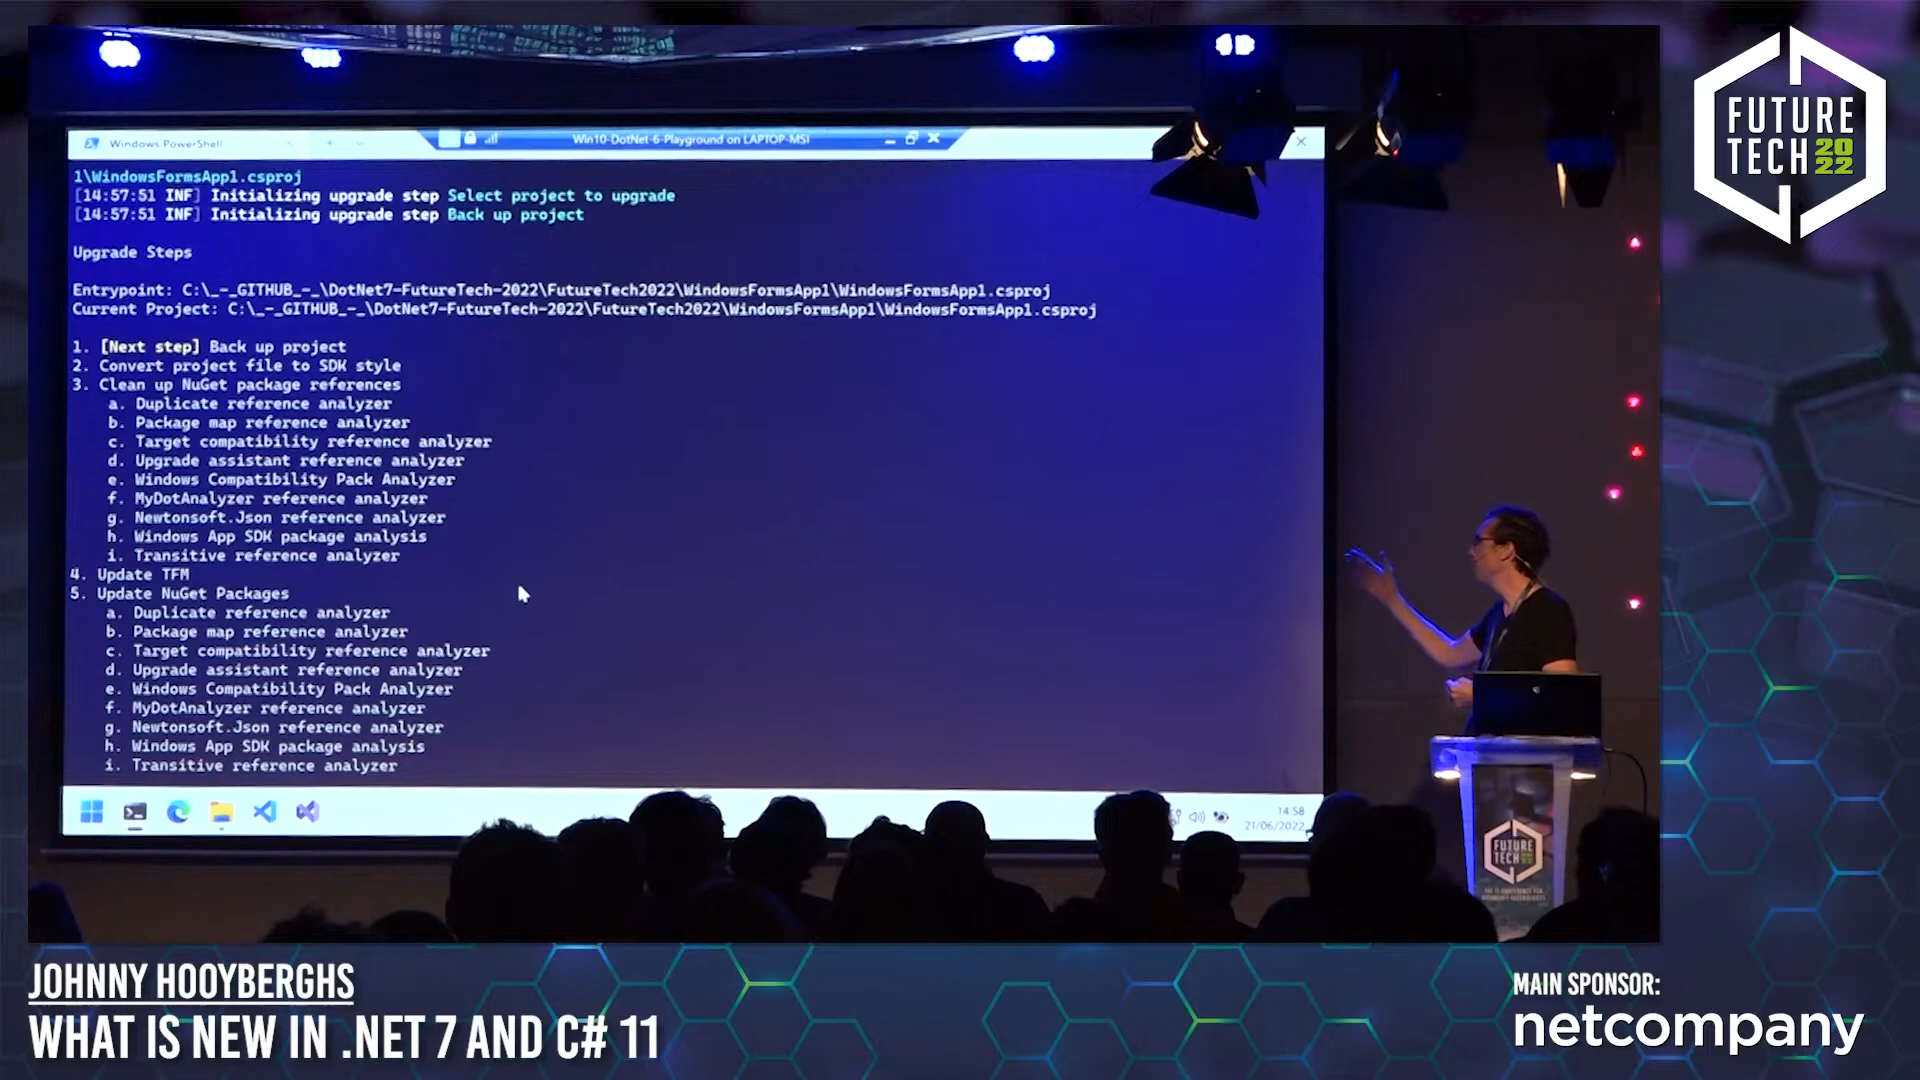 Windows PowerShell
Win10-DotNet-6-Playground on LAPTOP-MSI
1\WindowsFormsApp1.csproj
[14:57:51 INF] Initializing upgrade step Select project to upgrade
[14:57:51 INF] Initializing upgrade step Back up project
Upgrade Steps
Entrypoint: C:\_-_GITHUB_-_\DotNet7-FutureTech-2022\FutureTech2022\WindowsFormsApp1\WindowsFormsApp1.csproj
Current Project: C:\_-_GITHUB_-_\DotNet7-FutureTech-2022\FutureTech2022\WindowsFormsApp1\WindowsFormsApp1.csproj
1. [Next step] Back up project
2. Convert project file to SDK style
3. Clean up NuGet package references
a. Duplicate reference analyzer
b. Package map reference analyzer
c. Target compatibility reference analyzer
d. Upgrade assistant reference analyzer
e. Windows Compatibility Pack Analyzer
f. MyDotAnalyzer reference analyzer
g. Newtonsoft.Json reference analyzer
h. Windows App SDK package analysis
i. Transitive reference analyzer
4. Update TFM
5. Update NuGet Packages
a. Duplicate reference analyzer
b. Package map reference analyzer
c. Target compatibility reference analyzer
d. Upgrade assistant reference analyzer
e. Windows Compatibility Pack Analyzer
f. MyDotAnalyzer reference analyzer
g. Newtonsoft.Json reference analyzer
h. Windows App SDK package analysis
i. Transitive reference analyzer
14:58
21/06/2022
FUTURE
TECH 2022
FUTURE
TECH
JOHNNY HOOYBERGHS
WHAT IS NEW IN .NET 7 AND C# 11
MAIN SPONSOR:
netcompany